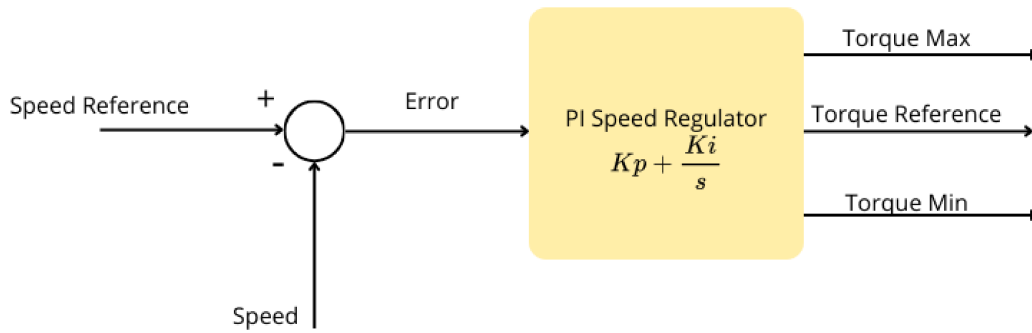 Torque Max
Speed Reference
+
Error
PI Speed Regulator
Torque Reference
-
Kp + Ki/s
Torque Min
Speed